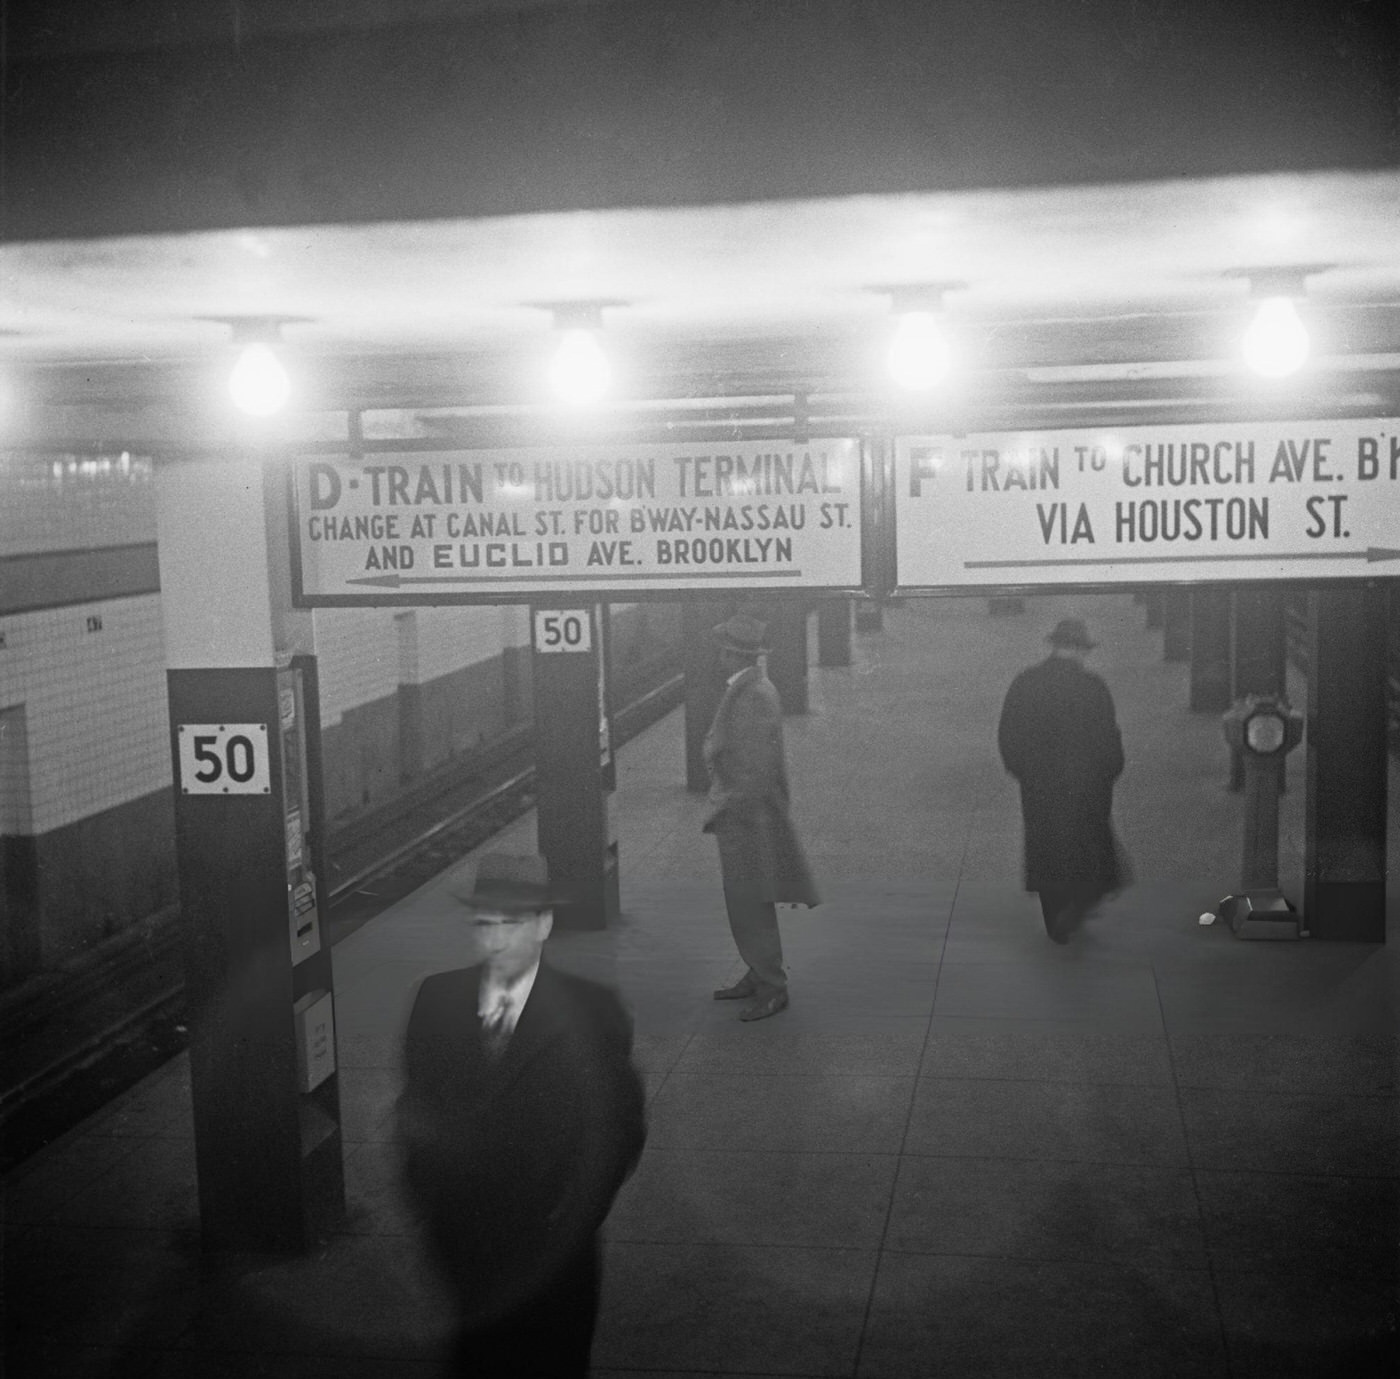 D·TRAIN TO HUDSON TERMINAL
CHANGE AT CANAL ST. FOR B'WAY-NASSAU ST.
AND EUCLID AVE. BROOKLYN
F TRAIN TO CHURCH AVE.
VIA HOUSTON ST.
50
50
47